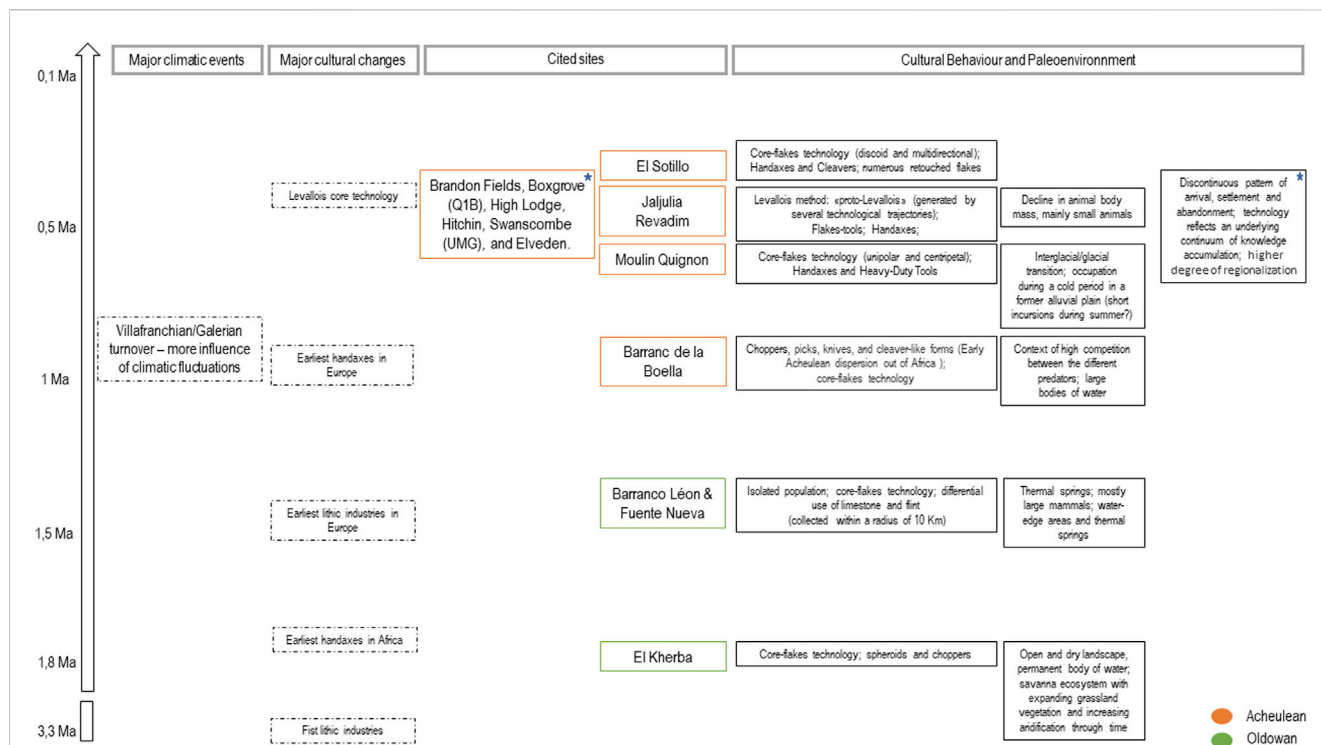 Major climatic events
Major cultural changes
Cited sites
Cultural Behaviour and Paleoenvironnment
0,1 Ma
El Sotillo
Core-flakes technology (discoid and multidirectional);
Handaxes and Cleavers; numerous retouched flakes
Levallois core technology
Brandon Fields, Boxgrove
(Q1B), High Lodge,
Hitchin, Swanscombe
(UMG), and Elveden.
Jaljulia
Revadim
Levallois method: «proto-Levallois» (generated by
several technological trajectories);
Flakes-tools; Handaxes;
Decline in animal body
mass, mainly small animals
Discontinuous pattern of
arrival, settlement and
abandonment; technology
reflects an underlying
continuum of knowledge
accumulation; higher
degree of regionalization
0,5 Ma
Moulin Quignon
Core-flakes technology (unipolar and centripetal);
Handaxes and Heavy-Duty Tools
Interglacial/glacial
transition; occupation
during a cold period in a
former alluvial plain (short
incursions during summer?)
Villafranchian/Galerian
turnover – more influence
of climatic fluctuations
Earliest handaxes in
Europe
Barranc de la
Boella
Choppers, picks, knives, and cleaver-like forms (Early
Acheulean dispersion out of Africa );
core-flakes technology
Context of high competition
between the different
predators; large
bodies of water
1 Ma
Earliest lithic industries in
Europe
Barranco Léon &
Fuente Nueva
Isolated population; core-flakes technology; differential
use of limestone and flint
(collected within a radius of 10 Km)
Thermal springs; mostly
large mammals; water-
edge areas and thermal
springs
1,5 Ma
Earliest handaxes in Africa
El Kherba
Core-flakes technology; spheroids and choppers
Open and dry landscape,
permanent body of water;
savanna ecosystem with
expanding grassland
vegetation and increasing
aridification through time
1,8 Ma
3,3 Ma
Fist lithic industries
Acheulean
Oldowan